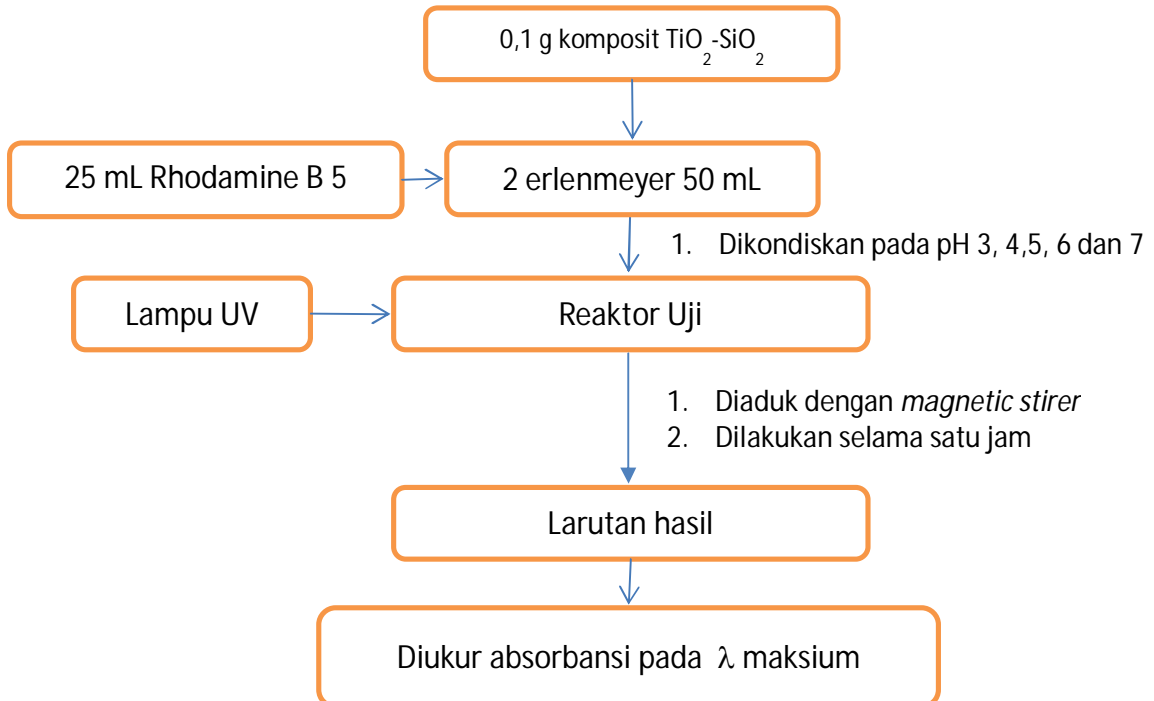 0,1 g komposit TiO2-SiO2
25 mL Rhodamine B 5
2 erlenmeyer 50 mL
1. Dikondiskan pada pH 3, 4,5, 6 dan 7
Lampu UV
Reaktor Uji
1. Diaduk dengan magnetic stirer
2. Dilakukan selama satu jam
Larutan hasil
Diukur absorbansi pada λ maksium